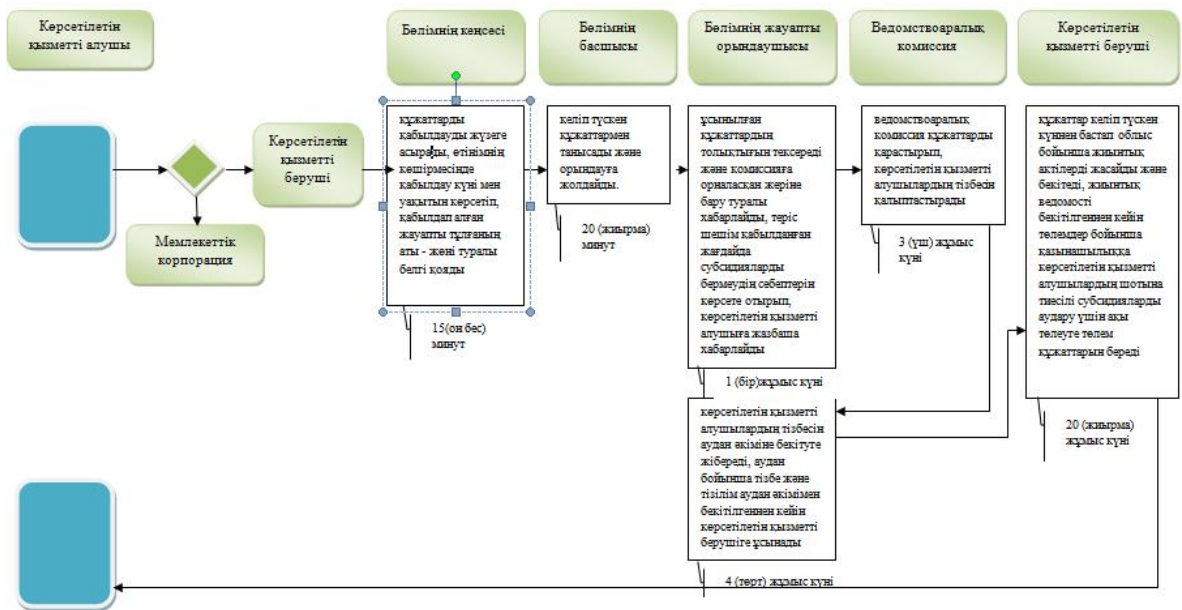 Көрсетілетін
қызметті алушы
Бөлімнің кеңсесі
Бөлімнің
басшысы
Бөлімнің жауапты
орындаушысы
Ведомствоаралық
комиссия
Көрсетілетін
қызметті беруші
Көрсетілетін
қызметті
беруші
Мемлекеттік
корпорация
құжаттарды
қабылдауды жүзеге
асырады, өтінімнің
көшірмесінде
қабылдау күні мен
уақытын көрсетіп,
қабылдап алған
жауапты тұлғаның
аты - жөні туралы
белгі қояды
15(он бес)
минут
келіп түскен
құжаттармен
танысады және
орындауға
жолдайды.
20 (жиырма)
минут
ұсынылған
құжаттардың
толықтығын тексереді
және комиссияға
орналасқан жеріне
бару туралы
хабарлайды, теріс
шешім қабылданған
жағдайда
субсидияларды
бермеудің себептерін
көрсете отырып,
көрсетілетін қызметті
алушыға жазбаша
хабарлайды
1 (бір)жұмыс күні
көрсетілетін қызметті
алушылардың тізбесін
аудан әкіміне бекітуге
жібереді, аудан
бойынша тізбе және
тізілім аудан әкімімен
бекітілгеннен кейін
көрсетілетін қызметті
берушіге ұсынады
4 (төрт) жұмыс күні
ведомствоаралық
комиссия құжаттарды
қарастырып,
көрсетілетін қызметті
алушылардың тізбесін
қалыптастырады
3 (үш) жұмыс
күні
құжаттар келіп түскен
күннен бастап облыс
бойынша жиынтық
актілерді жасайды және
бекітеді, жиынтық
ведомості
бекітілгеннен кейін
төлемдер бойынша
қазынашылыққа
көрсетілетін қызметті
алушылардың шотына
тиесілі субсидияларды
аудару үшін ақы
төлеуге төлем
құжаттарын береді
20 (жиырма)
жұмыс күні